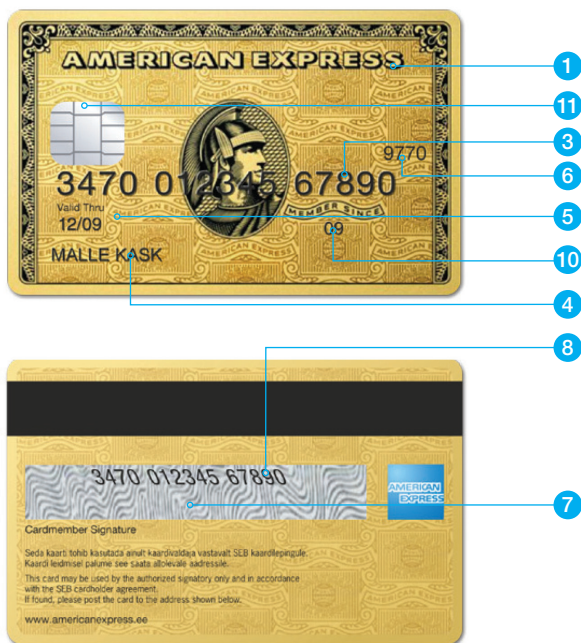 AMERICAN EXPRESS
1
11
3
9770
6
3470 012345 67890
Valid Thru
MEMBER SINCE
5
12/09
09
10
MALLE KASK
4
8
3470 012345 67890
AMERICAN
EXPRESS
7
Cardmember Signature
Seda kaarti tohib kasutada ainult kaardivaldaja vastavalt SEB kaardilepingule.
Kaardi leidmisel palume see saata allolevale aadressile.
This card may be used by the authorized signatory only and in accordance
with the SEB cardholder agreement.
If found, please post the card to the address shown below.
www.americanexpress.ee